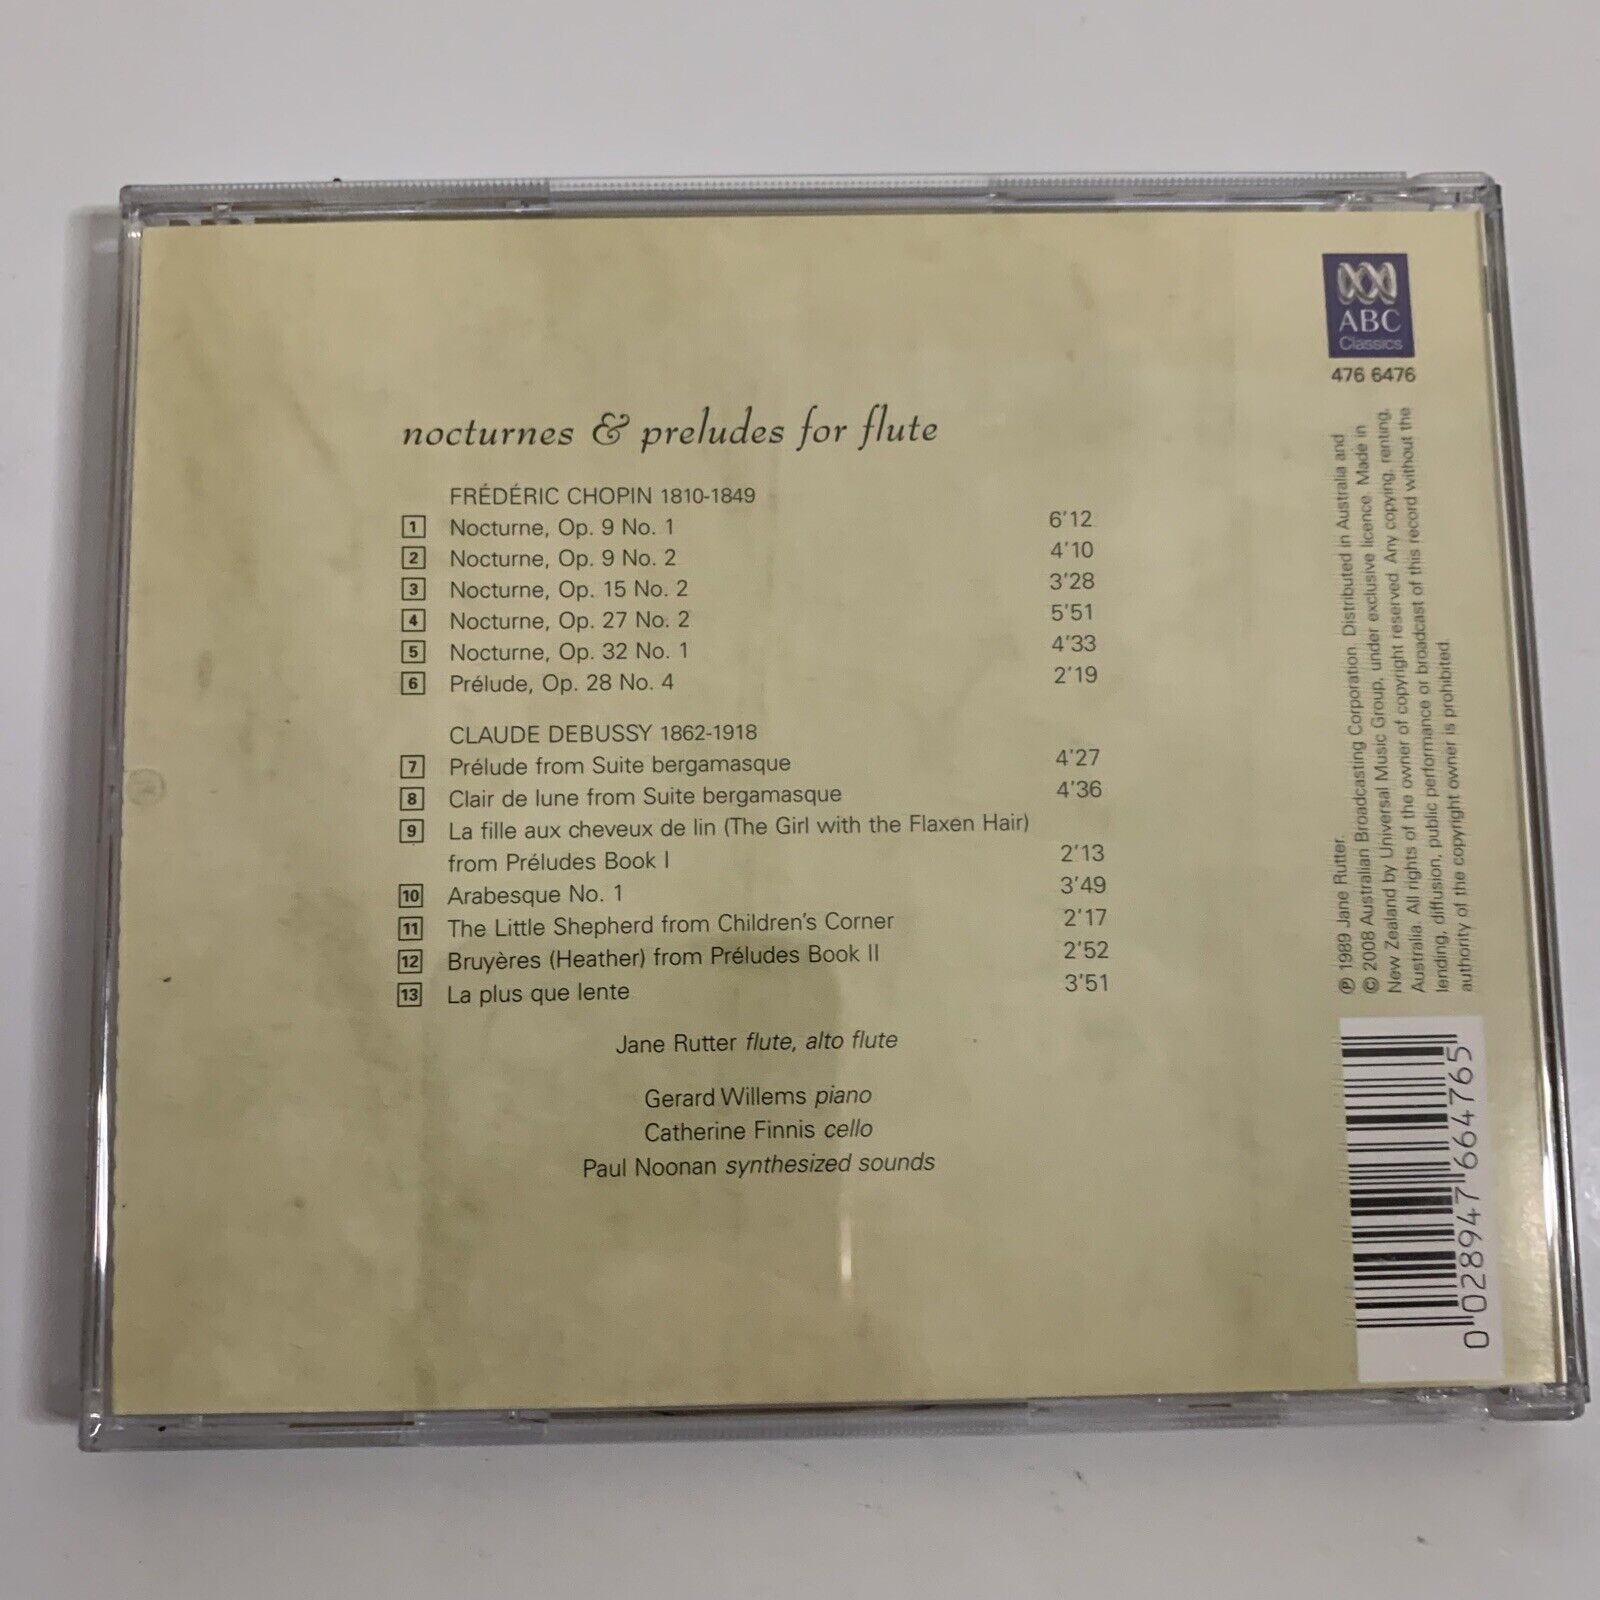 ABC
Classics
476 6476
nocturnes & preludes for flute
FRÉDÉRIC CHOPIN 1810-1849
1 Nocturne, Op. 9 No. 1 6'12
2 Nocturne, Op. 9 No. 2 4'10
3 Nocturne, Op. 15 No. 2 3'28
4 Nocturne, Op. 27 No. 2 5'51
5 Nocturne, Op. 32 No. 1 4'33
6 Prélude, Op. 28 No. 4 2'19
CLAUDE DEBUSSY 1862-1918
7 Prélude from Suite bergamasque 4'27
8 Clair de lune from Suite bergamasque 4'36
9 La fille aux cheveux de lin (The Girl with the Flaxen Hair)
from Préludes Book I 2'13
10 Arabesque No. 1 3'49
11 The Little Shepherd from Children's Corner 2'17
12 Bruyères (Heather) from Préludes Book II 2'52
13 La plus que lente 3'51
Jane Rutter flute, alto flute
Gerard Willems piano
Catherine Finnis cello
Paul Noonan synthesized sounds
℗ 1989 Jane Rutter.
© 2008 Australian Broadcasting Corporation. Distributed in Australia and
New Zealand by Universal Music Group, under exclusive licence. Made in
Australia. All rights of the owner of copyright reserved. Any copying, renting,
lending, diffusion, public performance or broadcast of this record without the
authority of the copyright owner is prohibited.
0 028947 664765